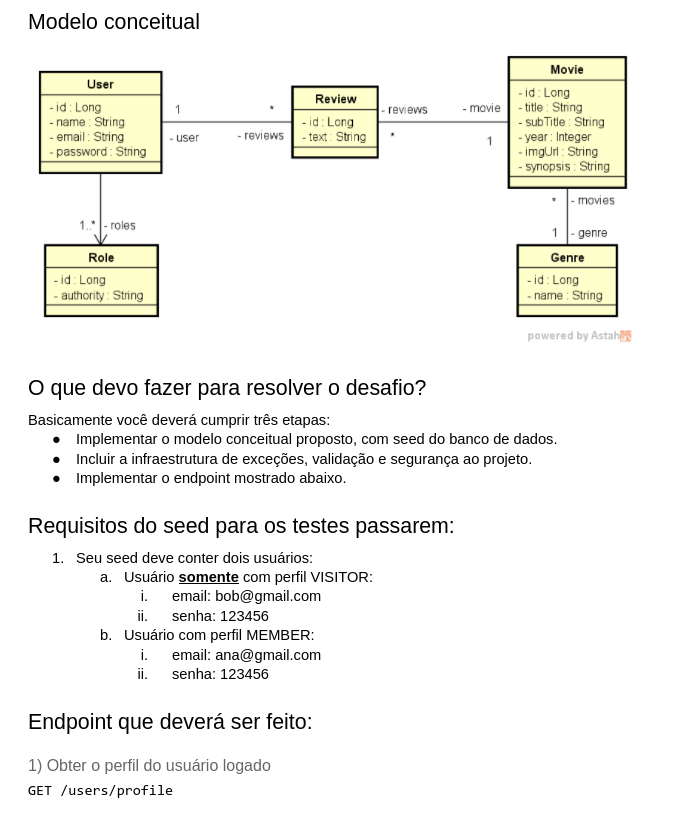 Modelo conceitual
User
- id : Long
- name : String
- email : String
- password : String
1
*
- user
- reviews
Review
- id : Long
- text : String
- reviews
- movie
*
1
Movie
- id : Long
- title : String
- subTitle : String
- year : Integer
- imgUrl : String
- synopsis : String
1..*
- roles
*
- movies
1
- genre
Role
- id : Long
- authority : String
Genre
- id : Long
- name : String
powered by Astah
O que devo fazer para resolver o desafio?
Basicamente você deverá cumprir três etapas:
● Implementar o modelo conceitual proposto, com seed do banco de dados.
● Incluir a infraestrutura de exceções, validação e segurança ao projeto.
● Implementar o endpoint mostrado abaixo.
Requisitos do seed para os testes passarem:
1. Seu seed deve conter dois usuários:
a. Usuário somente com perfil VISITOR:
i. email: bob@gmail.com
ii. senha: 123456
b. Usuário com perfil MEMBER:
i. email: ana@gmail.com
ii. senha: 123456
Endpoint que deverá ser feito:
1) Obter o perfil do usuário logado
GET /users/profile